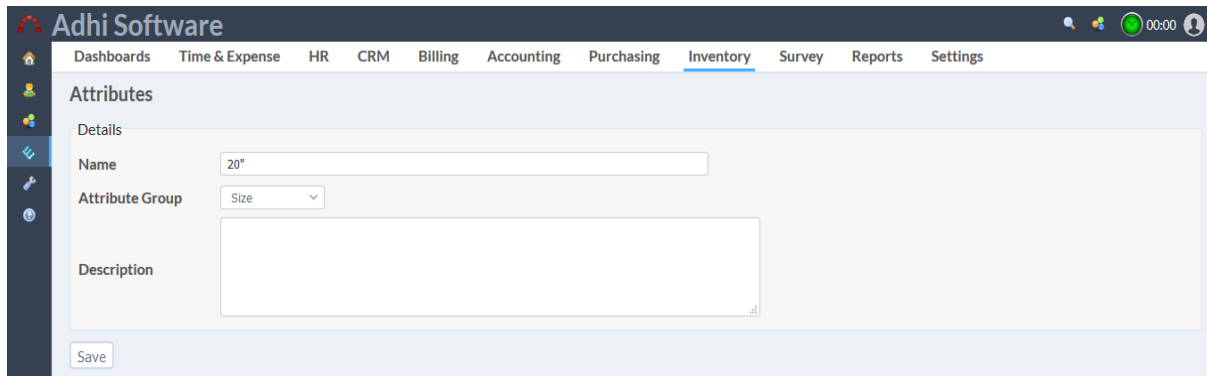 Adhi Software
00:00
Dashboards Time & Expense HR CRM Billing Accounting Purchasing Inventory Survey Reports Settings
Attributes
Details
Name 20"
Attribute Group Size
Description
Save